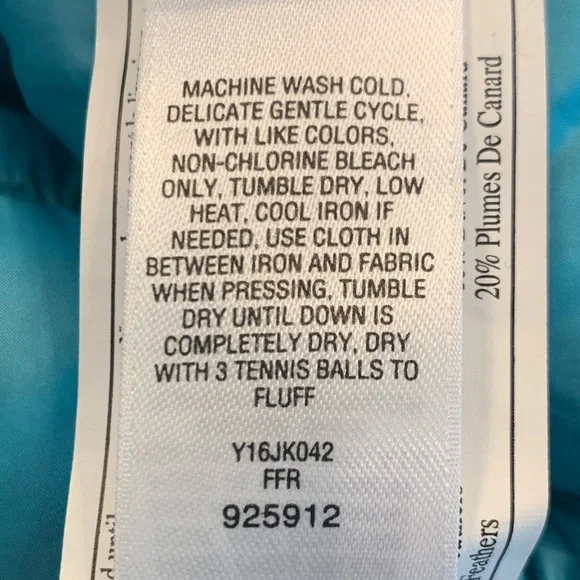 MACHINE WASH COLD,
DELICATE GENTLE CYCLE,
WITH LIKE COLORS,
NON-CHLORINE BLEACH
ONLY, TUMBLE DRY, LOW
HEAT, COOL IRON IF
NEEDED, USE CLOTH IN
BETWEEN IRON AND FABRIC
WHEN PRESSING, TUMBLE
DRY UNTIL DOWN IS
COMPLETELY DRY, DRY
WITH 3 TENNIS BALLS TO
FLUFF
Y16JK042
FFR
925912
20% Plumes De Canard
Feathers